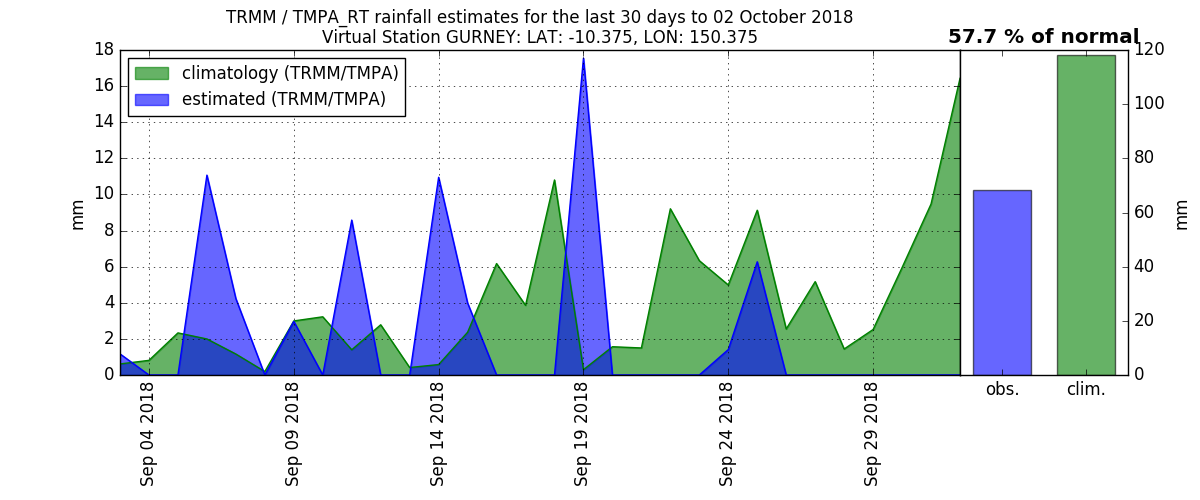 TRMM / TMPA_RT rainfall estimates for the last 30 days to 02 October 2018
Virtual Station GURNEY: LAT: -10.375, LON: 150.375
57.7 % of normal
climatology (TRMM/TMPA)
estimated (TRMM/TMPA)
mm
18
16
14
12
10
8
6
4
2
0
Sep 04 2018
Sep 09 2018
Sep 14 2018
Sep 19 2018
Sep 24 2018
Sep 29 2018
obs.
clim.
120
100
80
60
40
20
0
mm